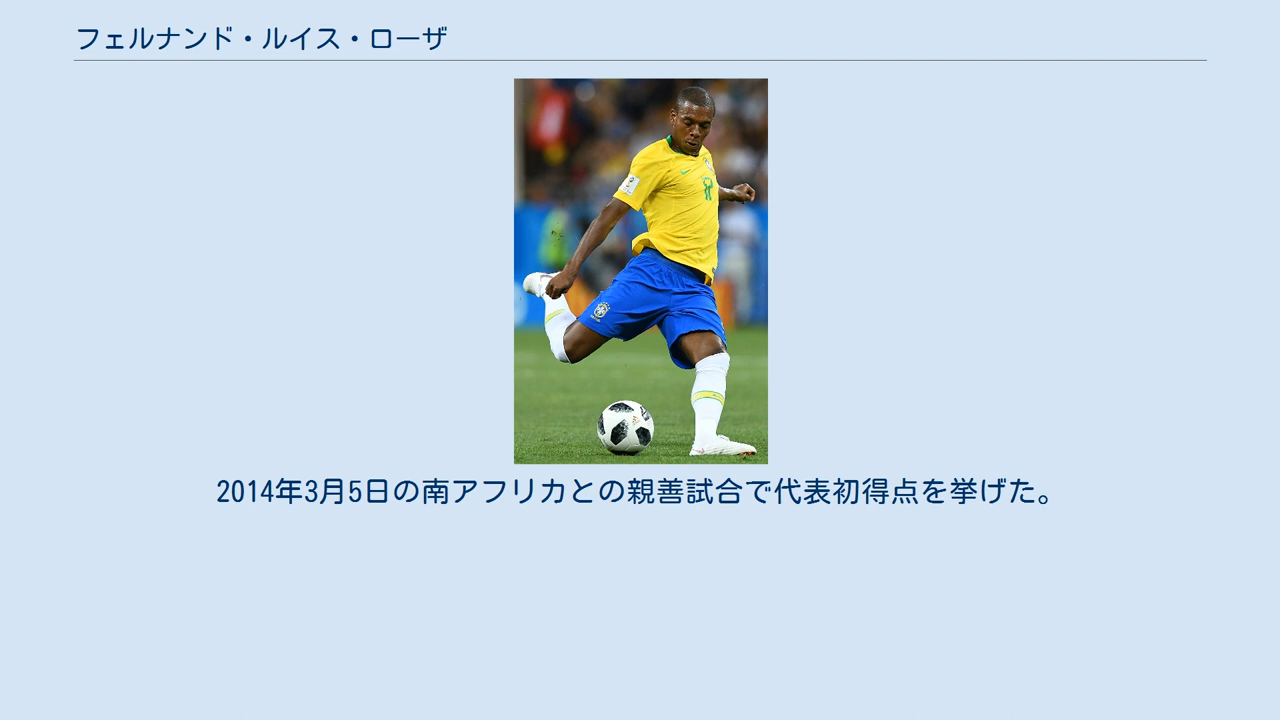 フェルナンド・ルイス・ローザ
2014年3月5日の南アフリカとの親善試合で代表初得点を挙げた。